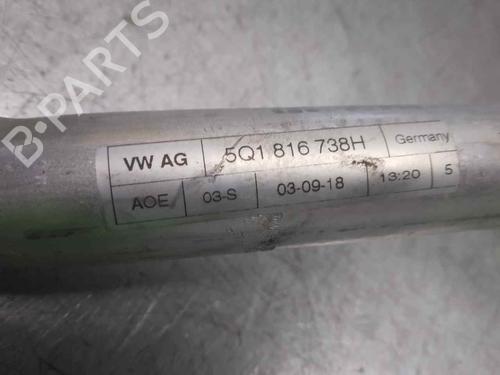 B-PARTS
VW AG 5Q1 816 738H Germany
AOE 03-S 03-09-18 13:20 5